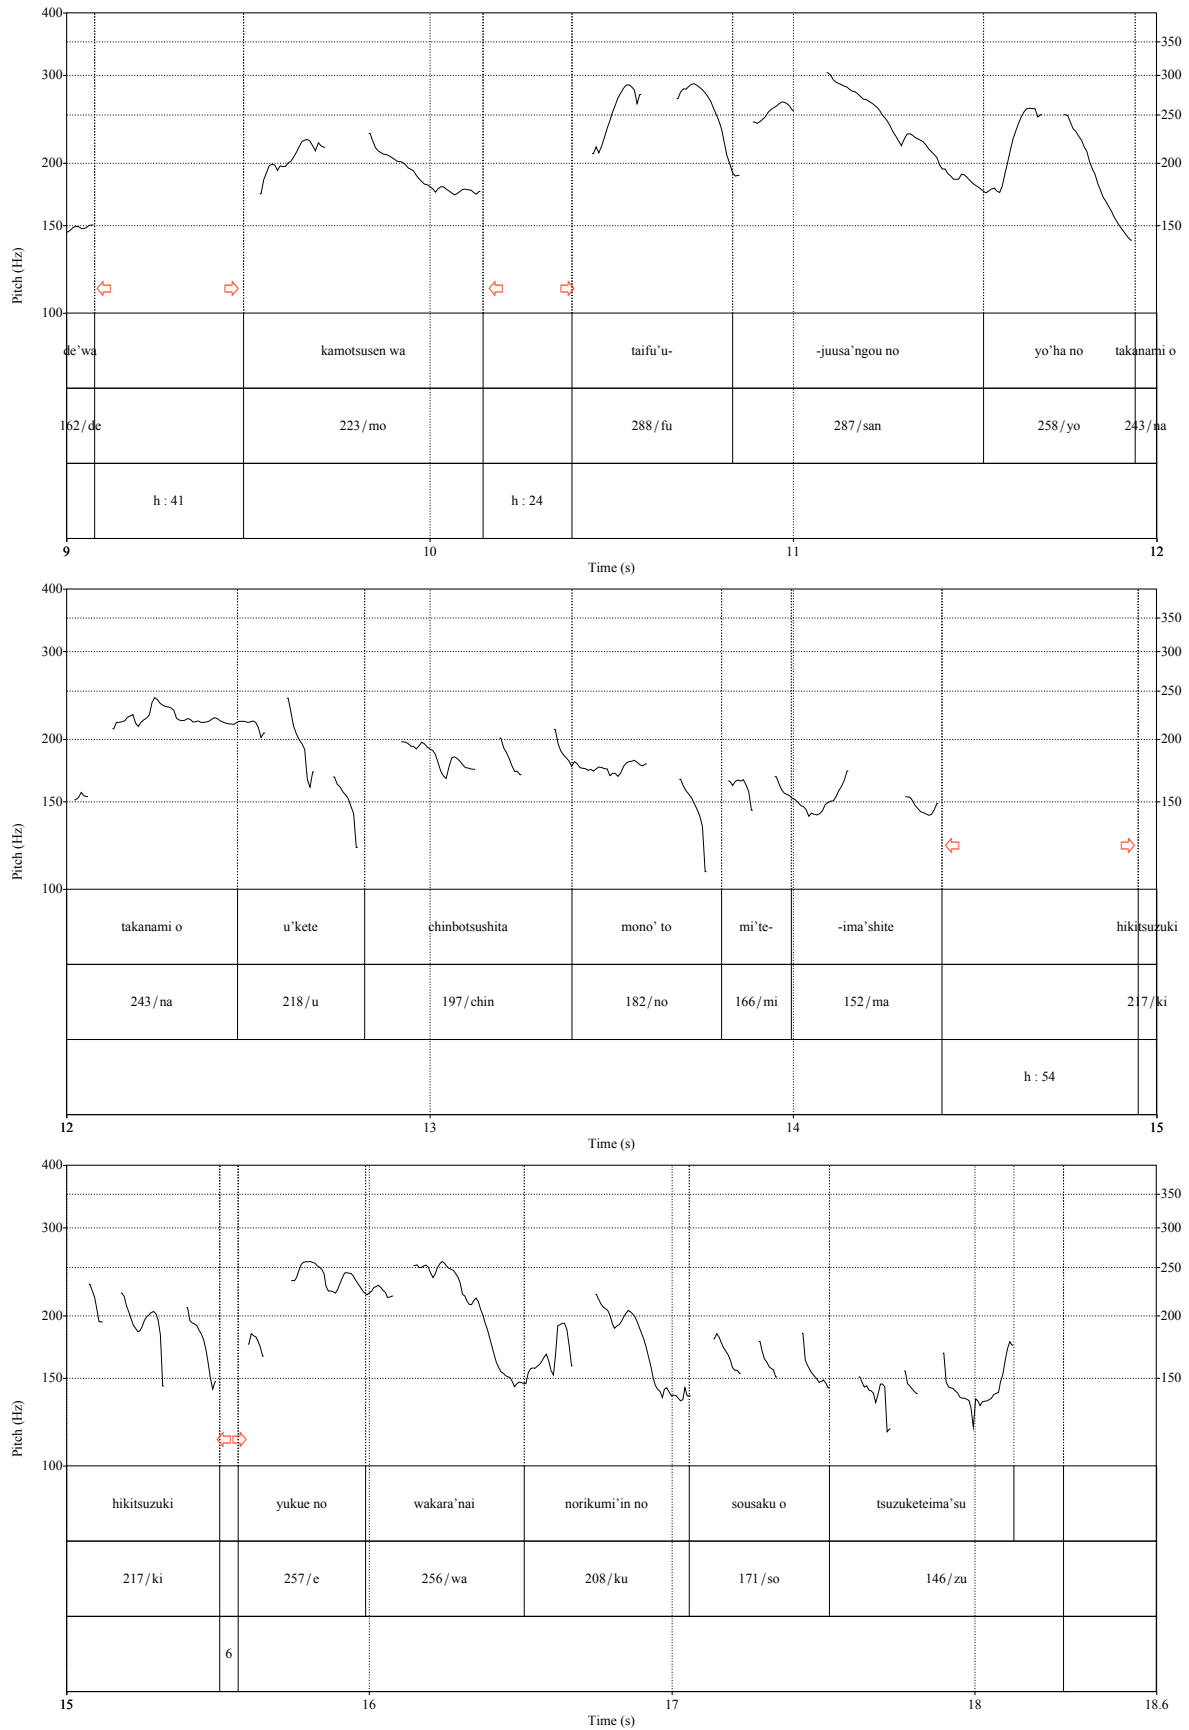 400
350
300
300
250
200
200
150
150
100
Pitch (Hz)
de'wa kamotsusen wa taifu'u- -juusa'ngou no yo'ha no takanami o
162/de 223/mo 288/fu 287/san 258/yo 243/na
h : 41 h : 24
9 10 11 12
Time (s)
400
350
300
300
250
200
200
150
150
100
Pitch (Hz)
takanami o u'kete chinbotsushita mono' to mi'te- -ima'shite hikitsuzuki
243/na 218/u 197/chin 182/no 166/mi 152/ma 217/ki
h : 54
12 13 14 15
Time (s)
400
350
300
300
250
200
200
150
150
100
Pitch (Hz)
hikitsuzuki yukue no wakara'nai norikumi'in no sousaku o tsuzuketeima'su
217/ki 257/e 256/wa 208/ku 171/so 146/zu
6
15 16 17 18 18.6
Time (s)